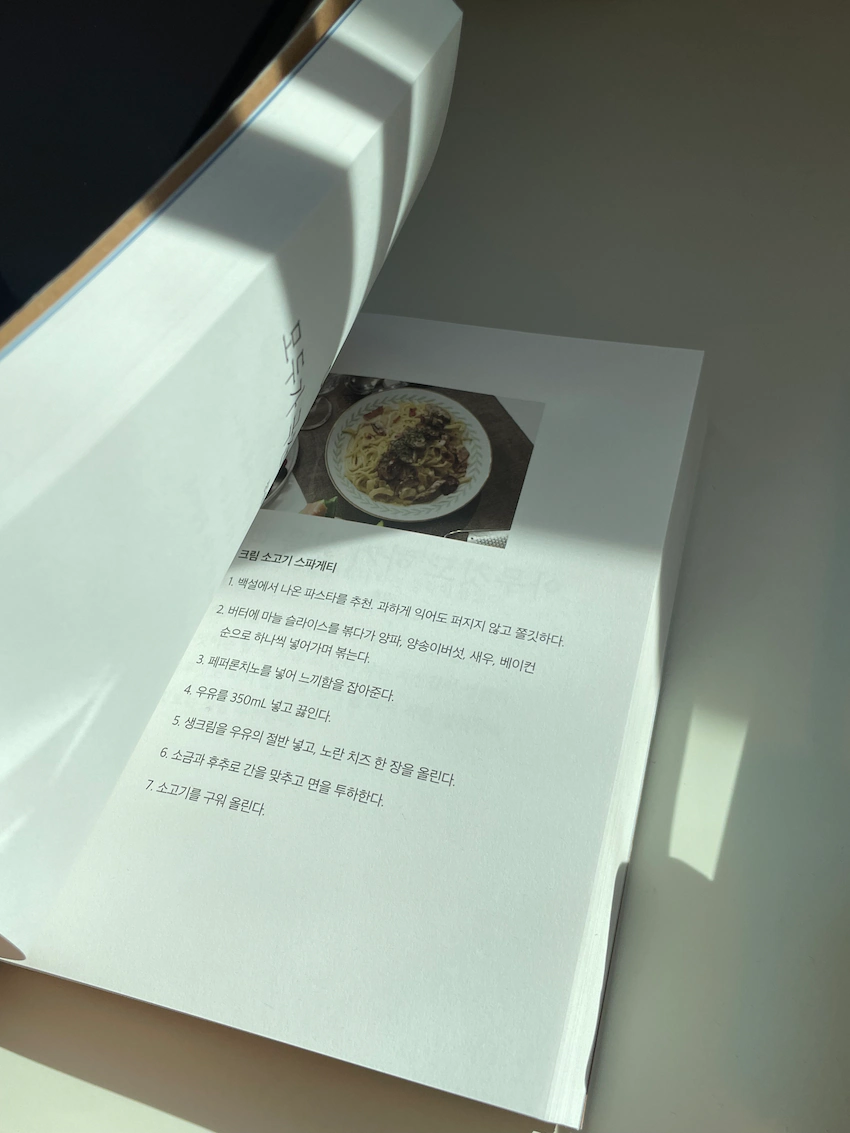 모두가
크림 소고기 스파게티
1. 백설에서 나온 파스타를 추천. 과하게 익어도 퍼지지 않고 쫄깃하다.
2. 버터에 마늘 슬라이스를 볶다가 양파, 양송이버섯, 새우, 베이컨
순으로 하나씩 넣어가며 볶는다.
3. 페퍼론치노를 넣어 느끼함을 잡아준다.
4. 우유를 350mL 넣고 끓인다.
5. 생크림을 우유의 절반 넣고, 노란 치즈 한 장을 올린다.
6. 소금과 후추로 간을 맞추고 면을 투하한다.
7. 소고기를 구워 올린다.